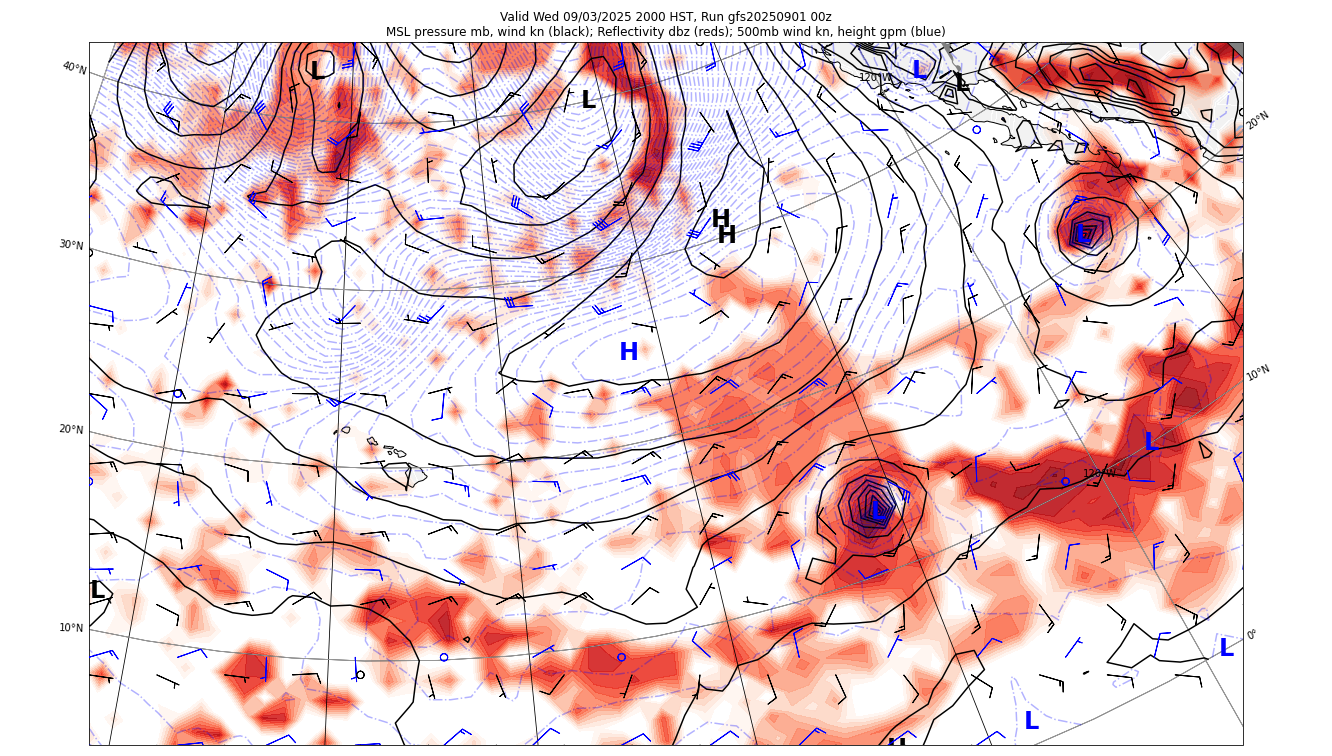 Valid Wed 09/03/2025 2000 HST, Run gfs20250901 00z
MSL pressure mb, wind kn (black); Reflectivity dbz (reds); 500mb wind kn, height gpm (blue)
40°N
L
120°W
L
L
L
20°N
H
H
L
30°N
H
10°N
20°N
L
120°W
L
L
10°N
0°
L
L
H